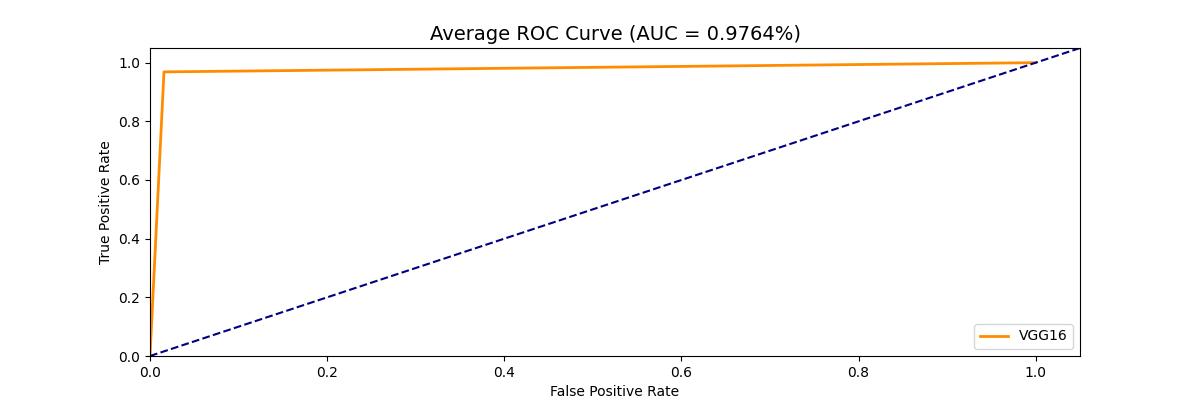 Average ROC Curve (AUC = 0.9764%)
1.0
0.8
0.6
0.4
0.2
0.0
True Positive Rate
VGG16
0.0 0.2 0.4 0.6 0.8 1.0
False Positive Rate